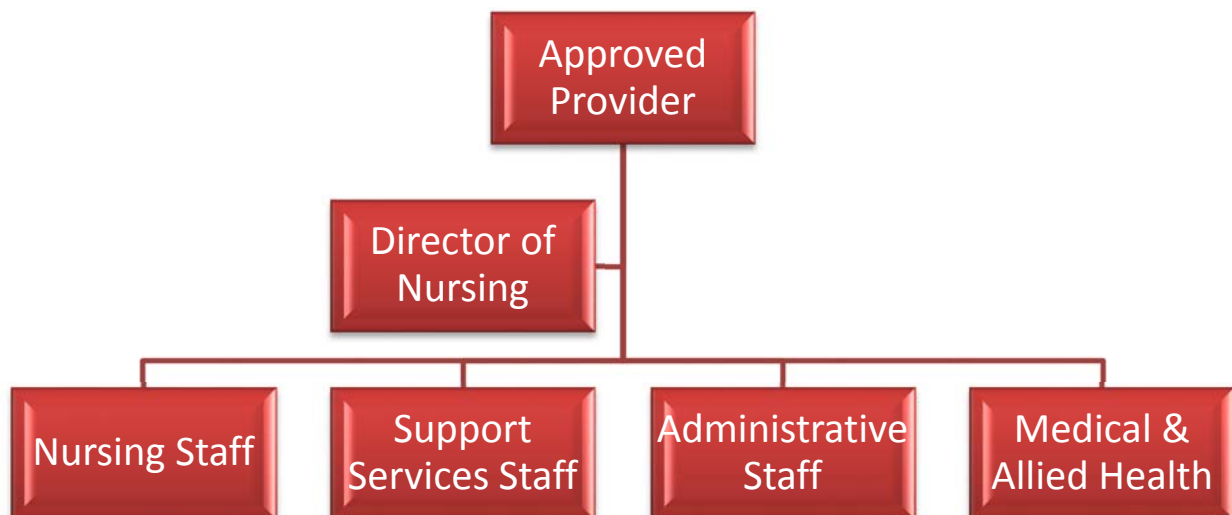 Approved
Provider
Director of
Nursing
Nursing Staff
Support
Services Staff
Administrative
Staff
Medical &
Allied Health